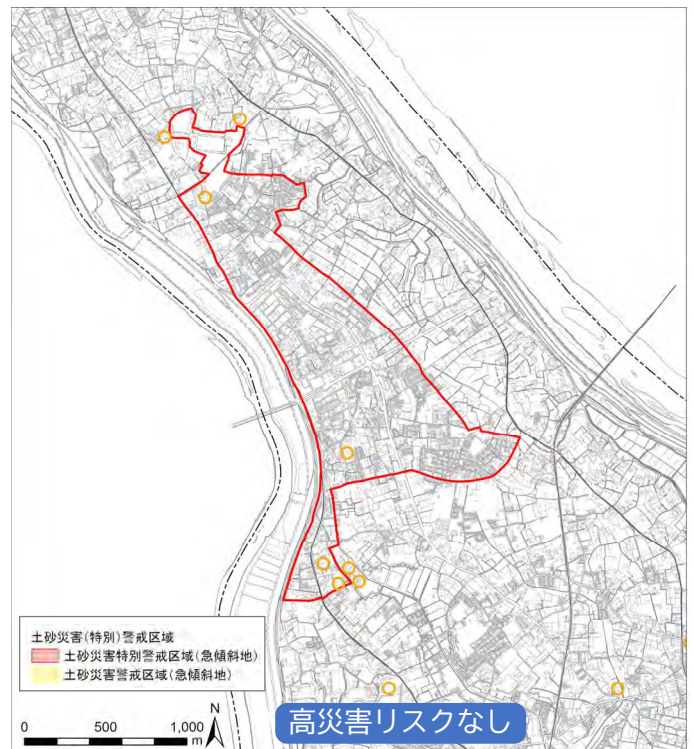 土砂災害(特別)警戒区域
土砂災害特別警戒区域(急傾斜地)
土砂災害警戒区域(急傾斜地)
0 500 1,000 m
N
高災害リスクなし